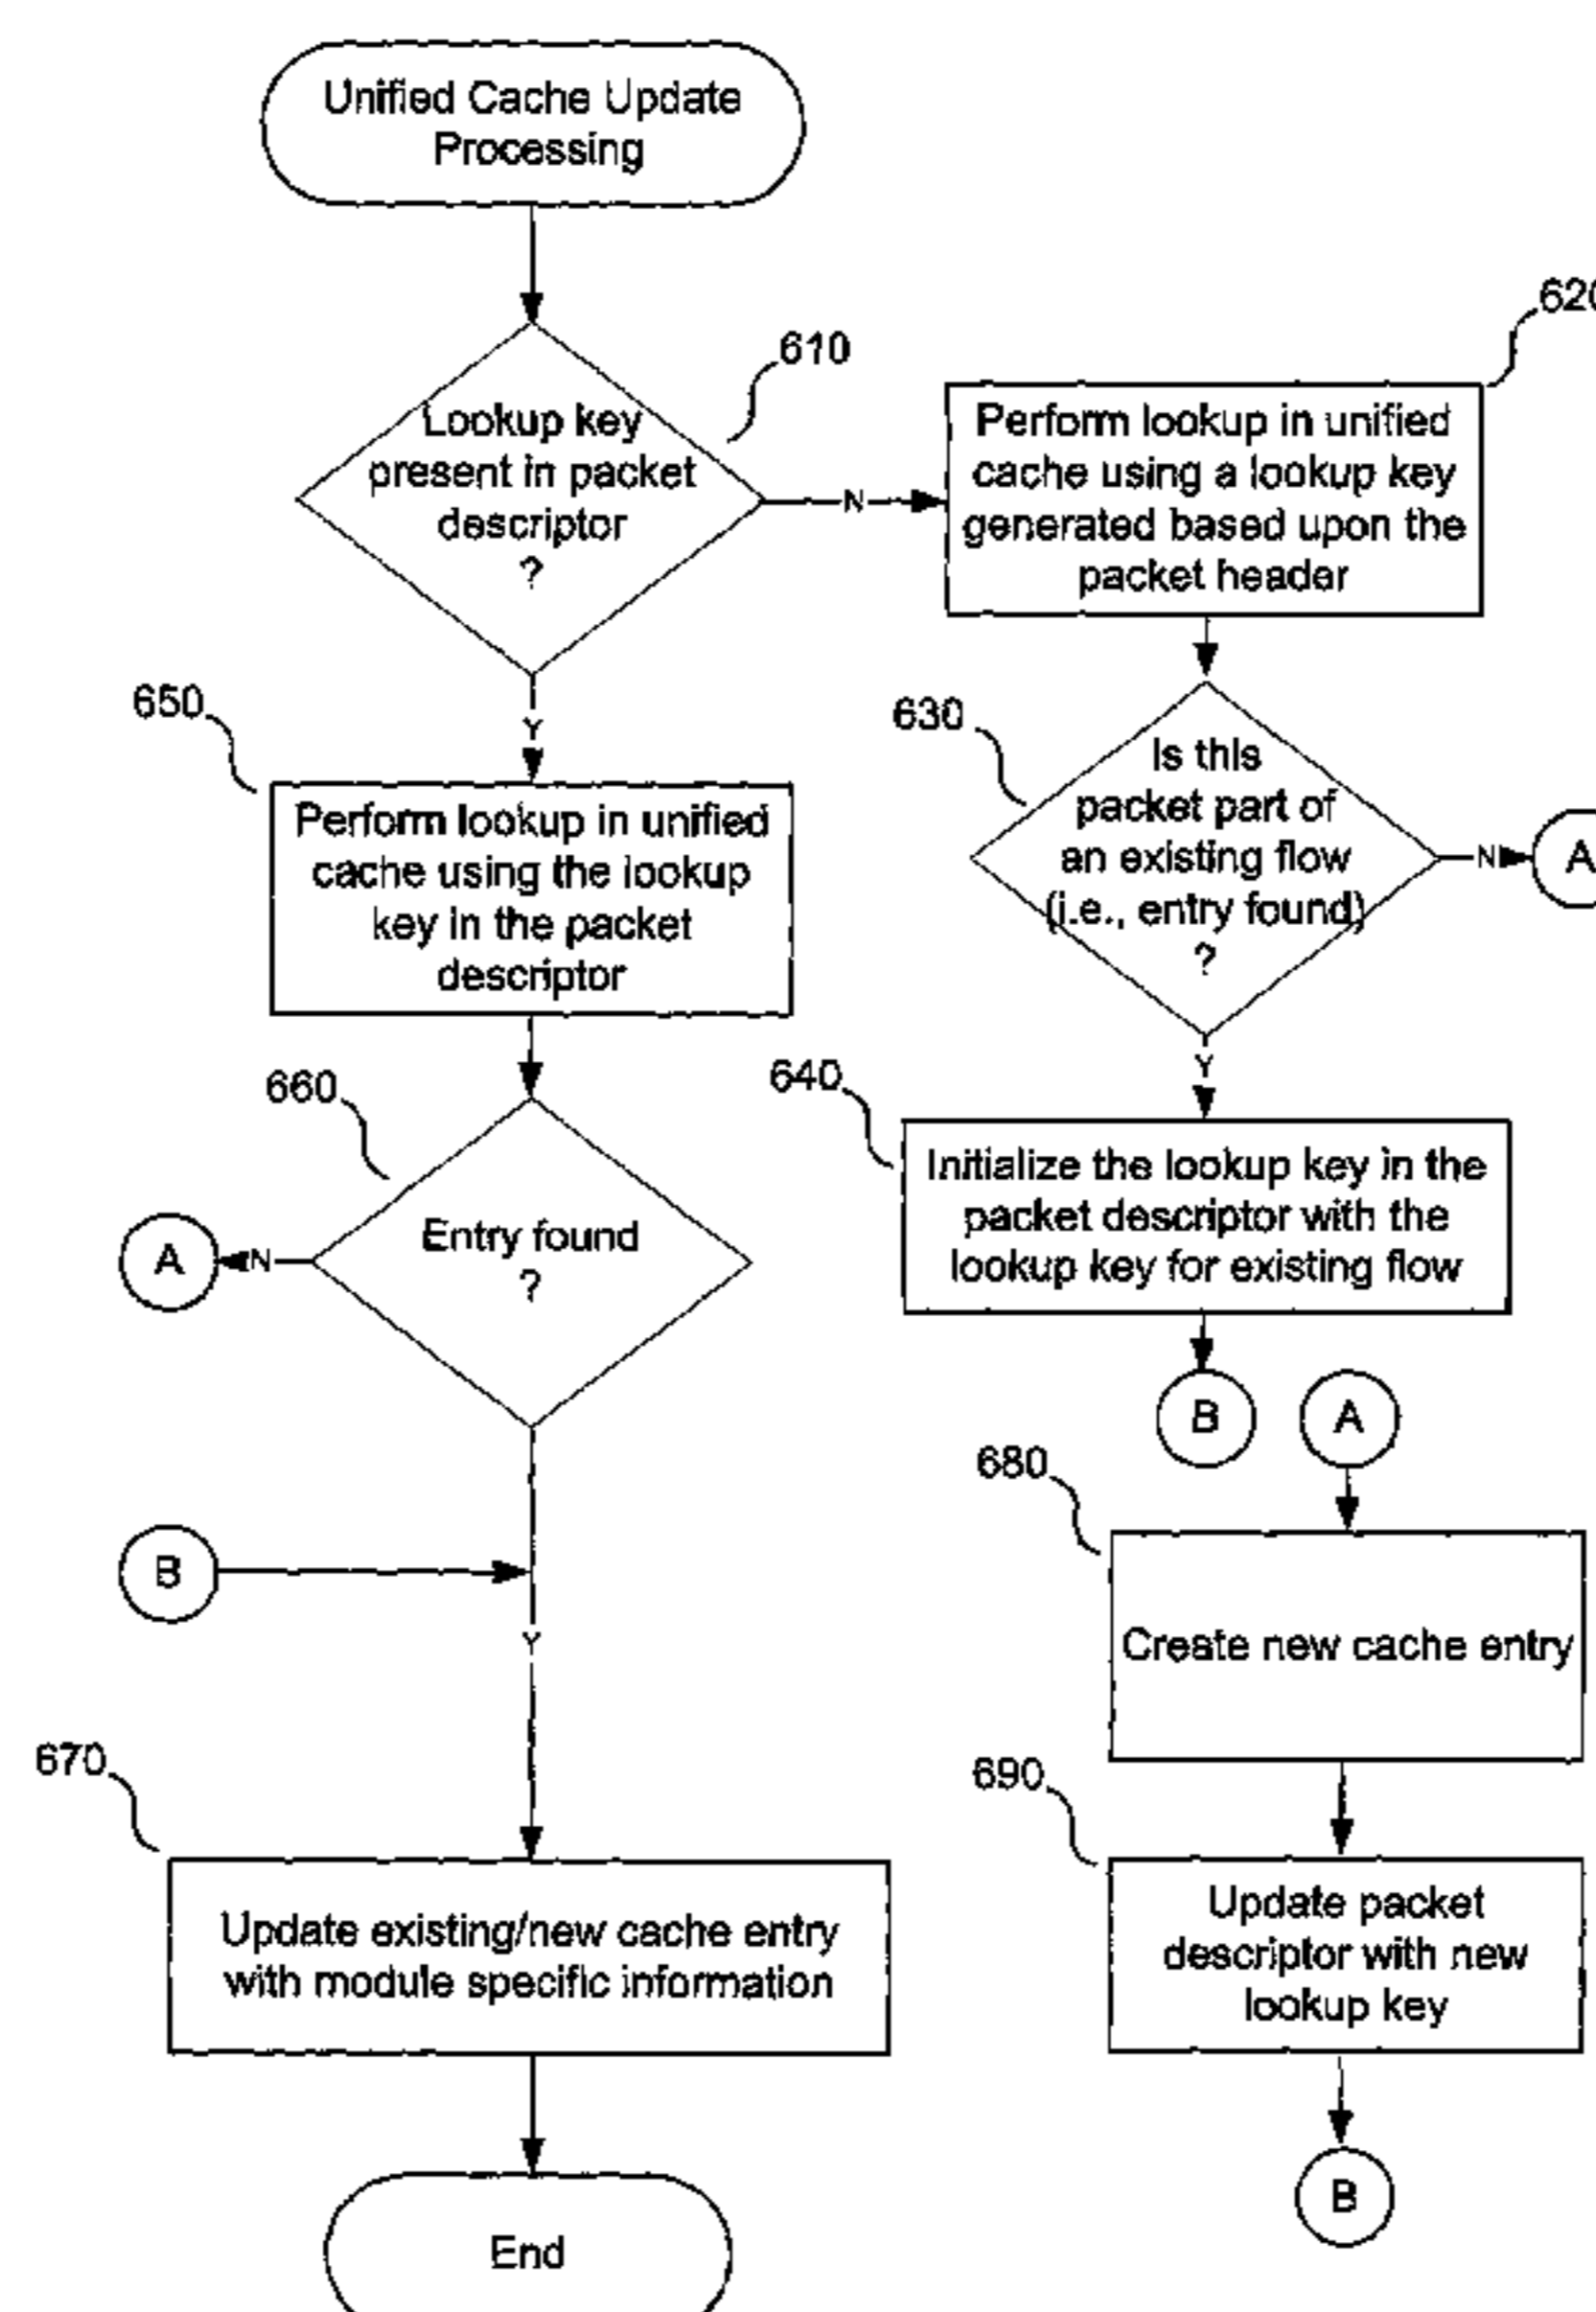 Unified Cache Update
Processing
610
Lookup key
present in packet
descriptor
?
N
Y
620
Perform lookup in unified
cache using a lookup key
generated based upon the
packet header
630
Is this
packet part of
an existing flow
(i.e., entry found)
?
N
A
Y
650
Perform lookup in unified
cache using the lookup
key in the packet
descriptor
660
Entry found
?
N
A
640
Initialize the lookup key in the
packet descriptor with the
lookup key for existing flow
B
A
B
Y
680
Create new cache entry
670
Update existing/new cache entry
with module specific information
690
Update packet
descriptor with new
lookup key
B
End